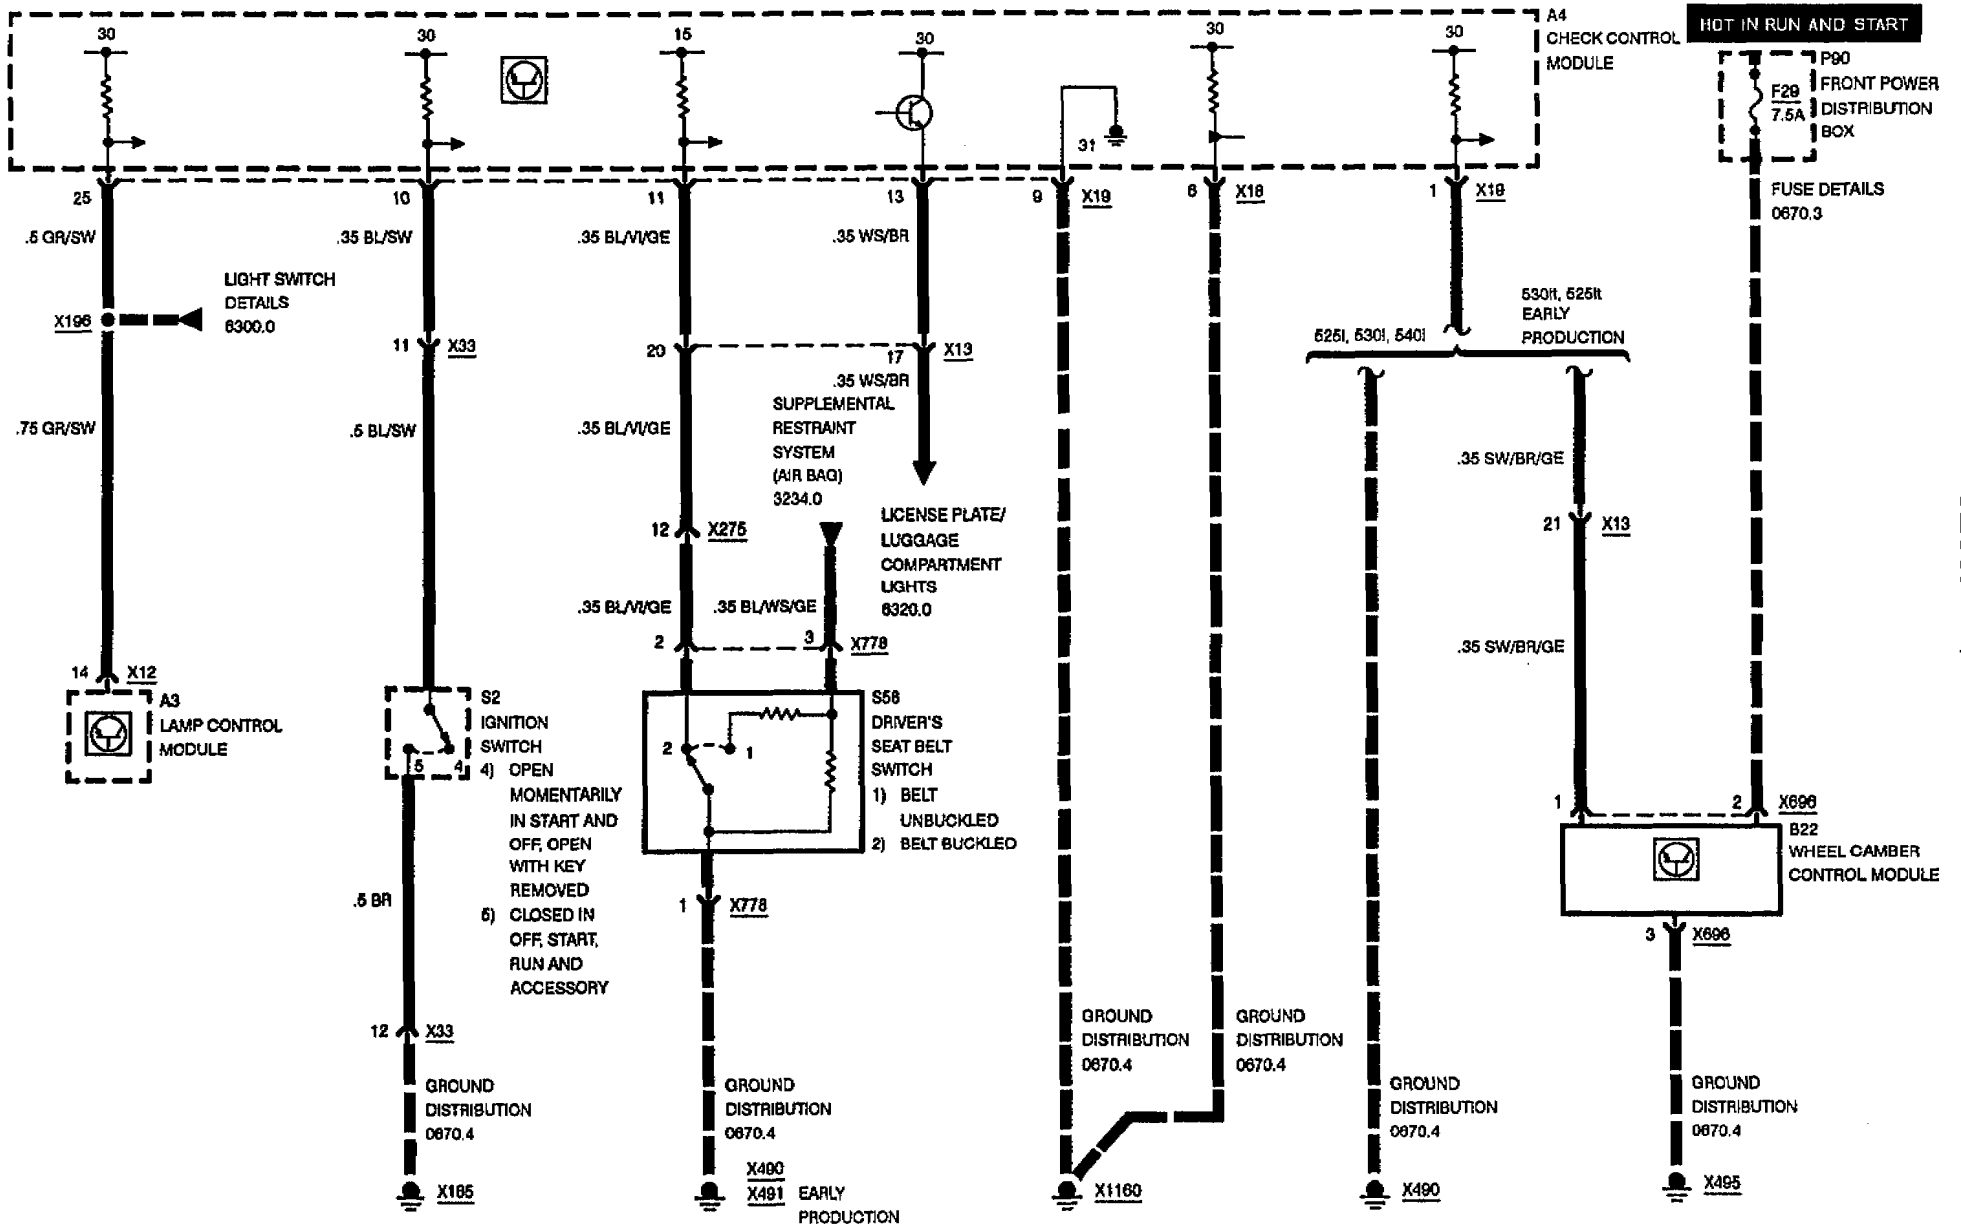 30
30
15
30
30
30
A4
CHECK CONTROL
MODULE
HOT IN RUN AND START
P90
FRONT POWER
DISTRIBUTION
BOX
F29
7.5A
31
25
10
11
13
9
X19
6
X18
1
X19
FUSE DETAILS
0670.3
.5 GR/SW
.35 BL/SW
.35 BL/VI/GE
.35 WS/BR
LIGHT SWITCH
DETAILS
6300.0
X196
11
X33
20
17
X13
530it, 525it
EARLY
PRODUCTION
525i, 530i, 540i
.35 WS/BR
.75 GR/SW
.5 BL/SW
.35 BL/VI/GE
SUPPLEMENTAL
RESTRAINT
SYSTEM
(AIR BAG)
3234.0
.35 SW/BR/GE
12
X275
LICENSE PLATE/
LUGGAGE
COMPARTMENT
LIGHTS
6320.0
21
X13
.35 BL/VI/GE
.35 BL/WS/GE
2
3
X778
.35 SW/BR/GE
14
X12
A3
LAMP CONTROL
MODULE
S2
IGNITION
SWITCH
4) OPEN
MOMENTARILY
IN START AND
OFF, OPEN
WITH KEY
REMOVED
5) CLOSED IN
OFF, START,
RUN AND
ACCESSORY
5
4
2
1
S56
DRIVER'S
SEAT BELT
SWITCH
1) BELT
UNBUCKLED
2) BELT BUCKLED
1
2
X696
B22
WHEEL CAMBER
CONTROL MODULE
.5 BR
1
X778
3
X696
12
X33
GROUND
DISTRIBUTION
0670.4
GROUND
DISTRIBUTION
0670.4
GROUND
DISTRIBUTION
0670.4
GROUND
DISTRIBUTION
0670.4
GROUND
DISTRIBUTION
0670.4
GROUND
DISTRIBUTION
0670.4
X165
X490
X491
EARLY
PRODUCTION
X1160
X490
X495